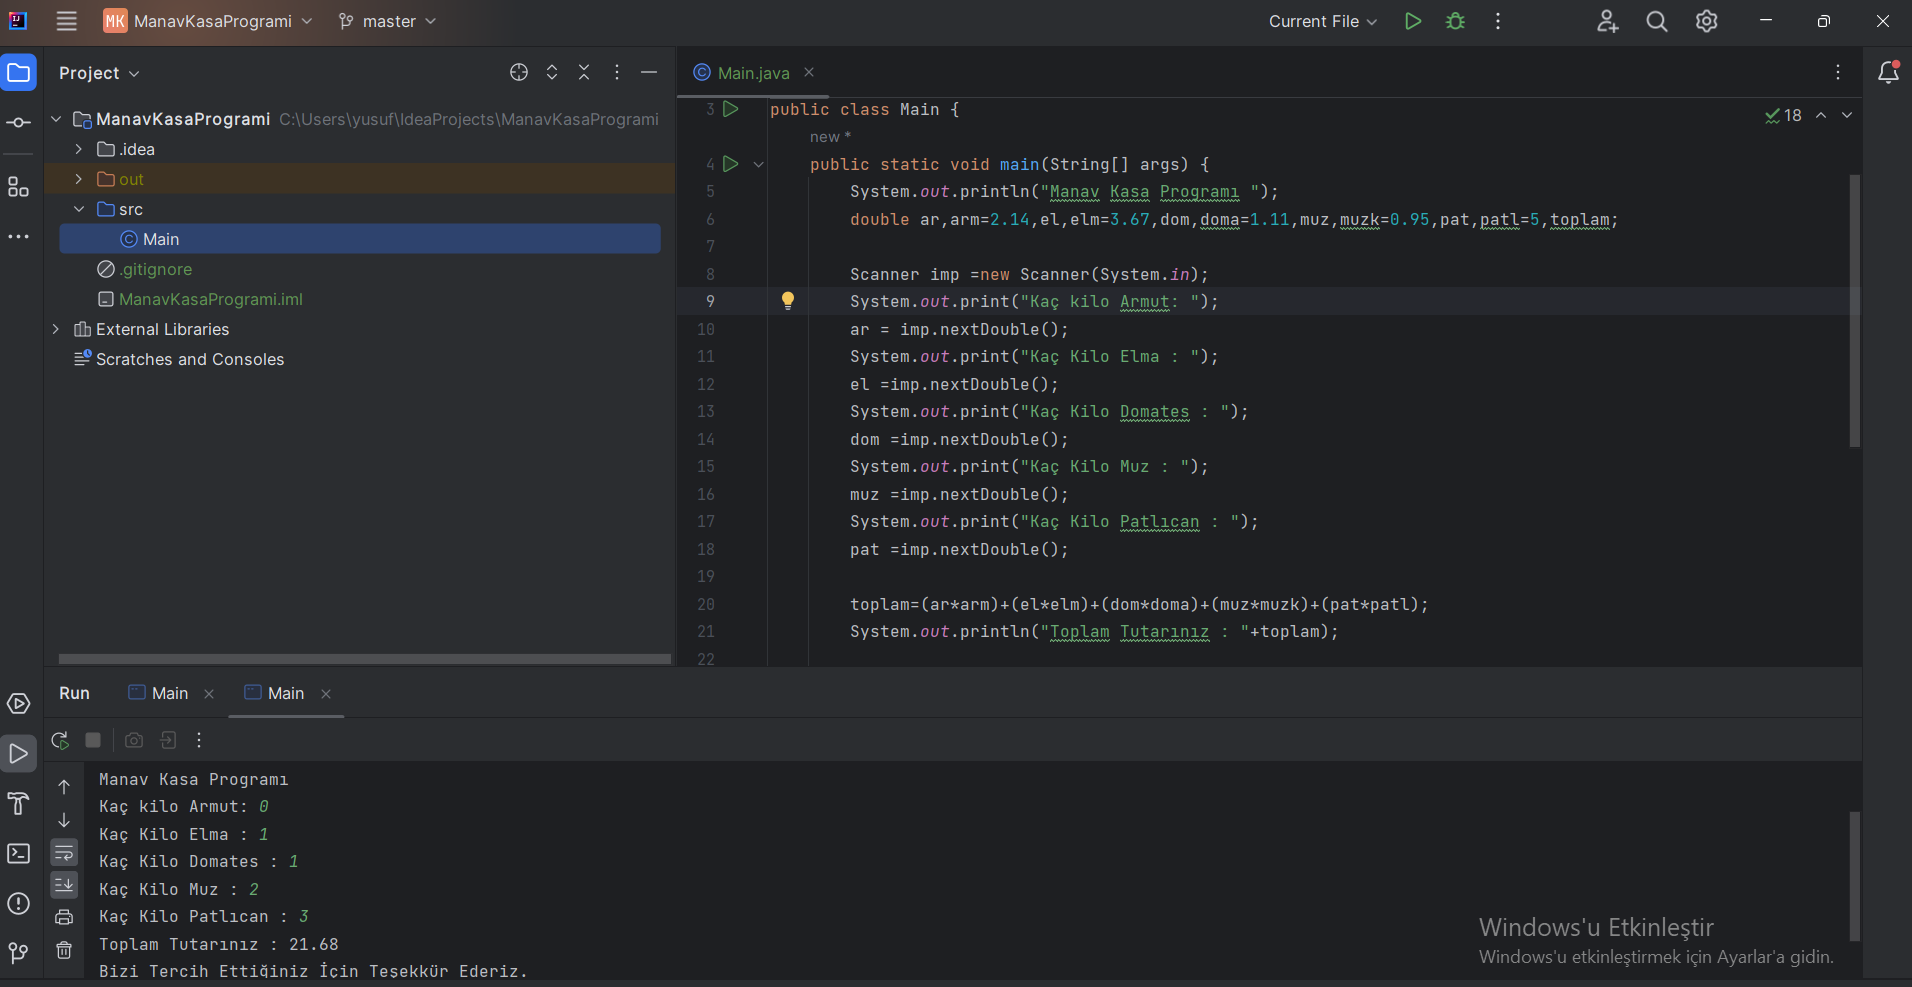 MK ManavKasaProgrami master Current File
Project
Main.java
ManavKasaProgrami C:\Users\yusuf\IdeaProjects\ManavKasaProgrami
.idea
out
src
Main
.gitignore
ManavKasaProgrami.iml
External Libraries
Scratches and Consoles
18
3 public class Main {
new *
4 public static void main(String[] args) {
5 System.out.println("Manav Kasa Programı ");
6 double ar,arm=2.14,el,elm=3.67,dom,doma=1.11,muz,muzk=0.95,pat,patl=5,toplam;
7
8 Scanner imp =new Scanner(System.in);
9 System.out.print("Kaç kilo Armut: ");
10 ar = imp.nextDouble();
11 System.out.print("Kaç Kilo Elma : ");
12 el =imp.nextDouble();
13 System.out.print("Kaç Kilo Domates : ");
14 dom =imp.nextDouble();
15 System.out.print("Kaç Kilo Muz : ");
16 muz =imp.nextDouble();
17 System.out.print("Kaç Kilo Patlıcan : ");
18 pat =imp.nextDouble();
19
20 toplam=(ar*arm)+(el*elm)+(dom*doma)+(muz*muzk)+(pat*patl);
21 System.out.println("Toplam Tutarınız : "+toplam);
22
Run Main Main
Manav Kasa Programı
Kaç kilo Armut: 0
Kaç Kilo Elma : 1
Kaç Kilo Domates : 1
Kaç Kilo Muz : 2
Kaç Kilo Patlıcan : 3
Toplam Tutarınız : 21.68
Bizi Tercih Ettiğiniz İçin Teşekkür Ederiz.
Windows'u Etkinleştir
Windows'u etkinleştirmek için Ayarlar'a gidin.